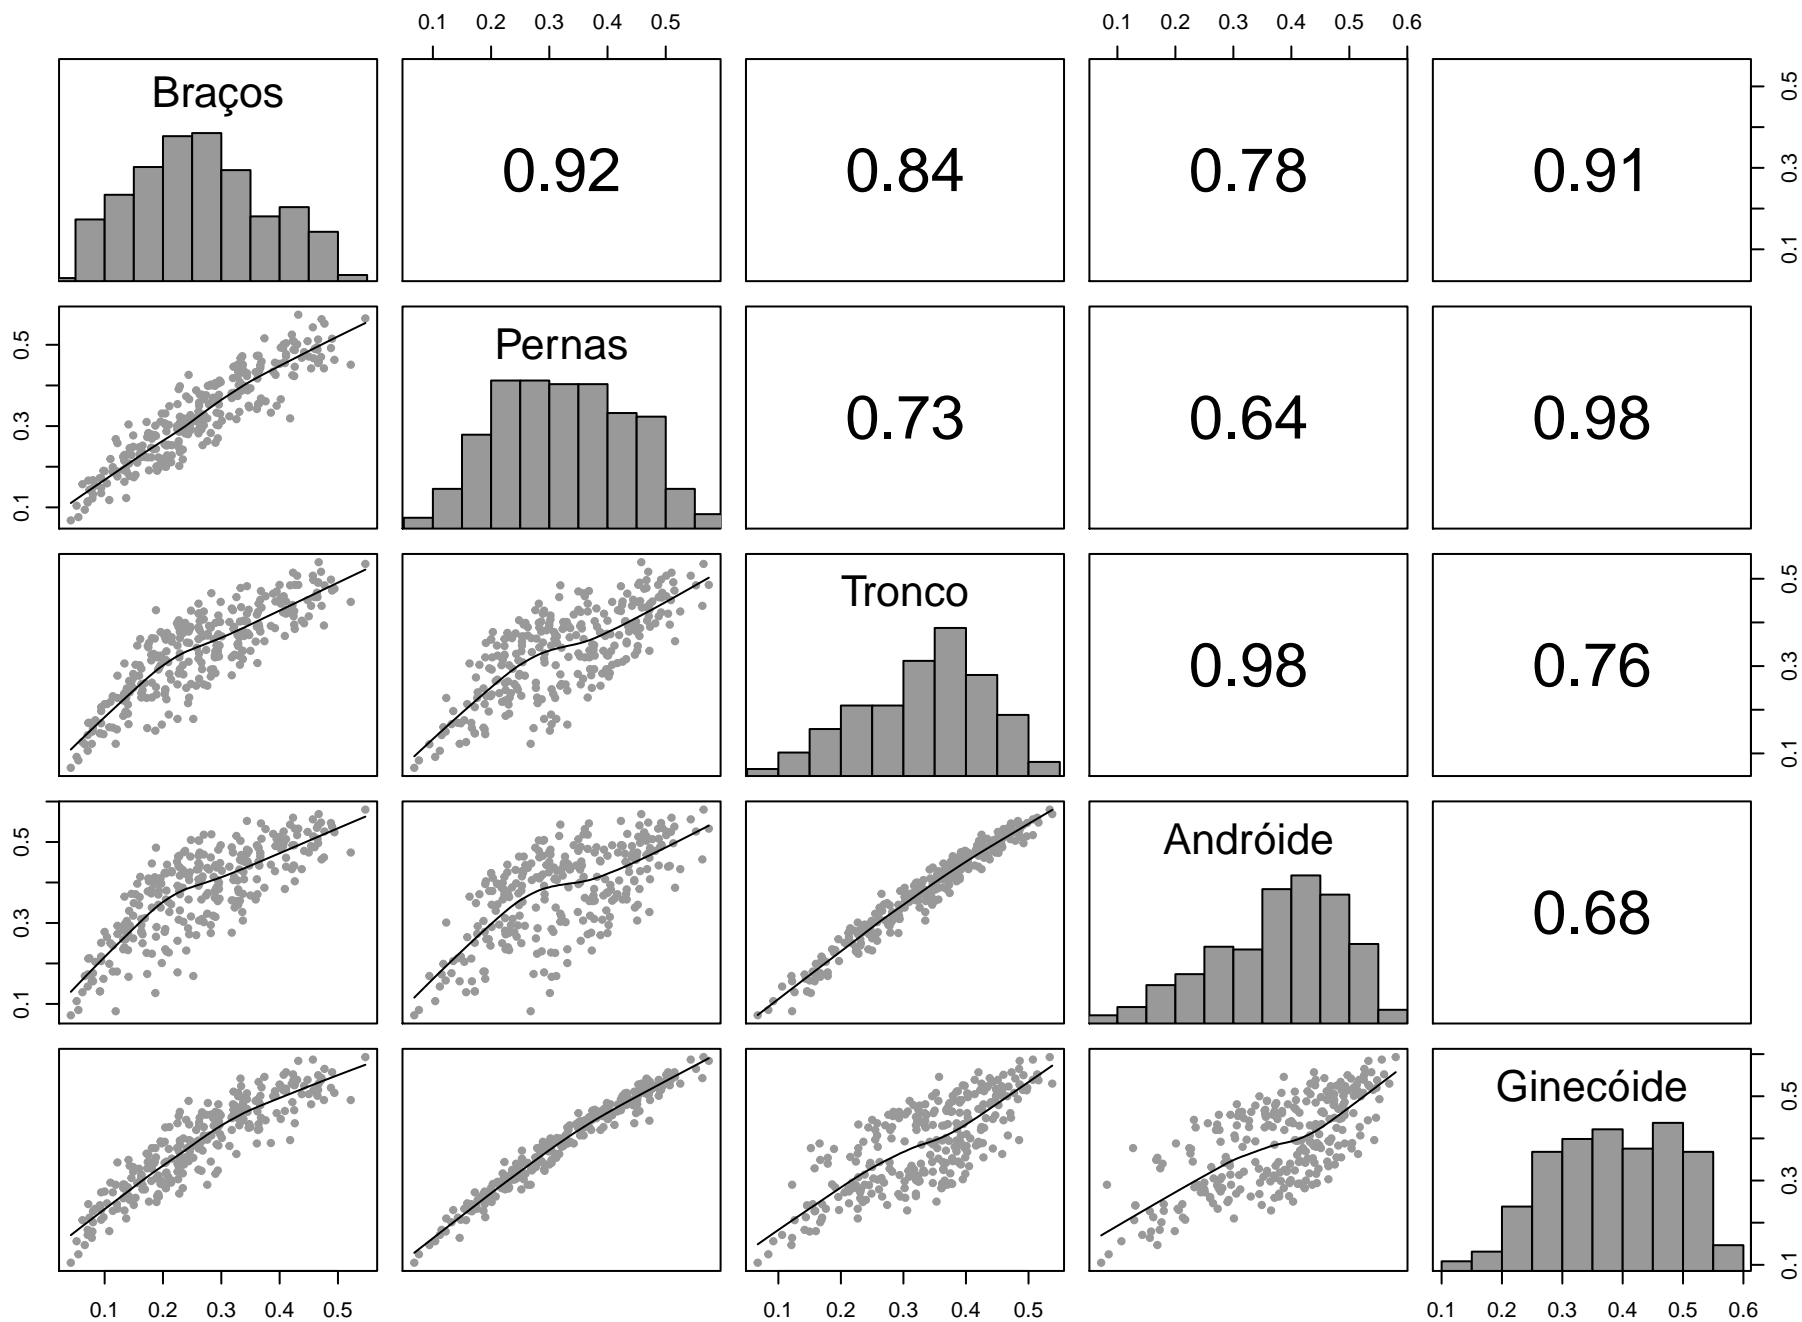 0.1 0.2 0.3 0.4 0.5 0.1 0.2 0.3 0.4 0.5 0.6
Braços 0.92 0.84 0.78 0.91 0.1 0.3 0.5
0.1 0.3 0.5 Pernas 0.73 0.64 0.98
Tronco 0.98 0.76 0.1 0.3 0.5
0.1 0.3 0.5 Andróide 0.68
Ginecóide 0.1 0.3 0.5
0.1 0.2 0.3 0.4 0.5 0.1 0.2 0.3 0.4 0.5 0.1 0.2 0.3 0.4 0.5 0.6